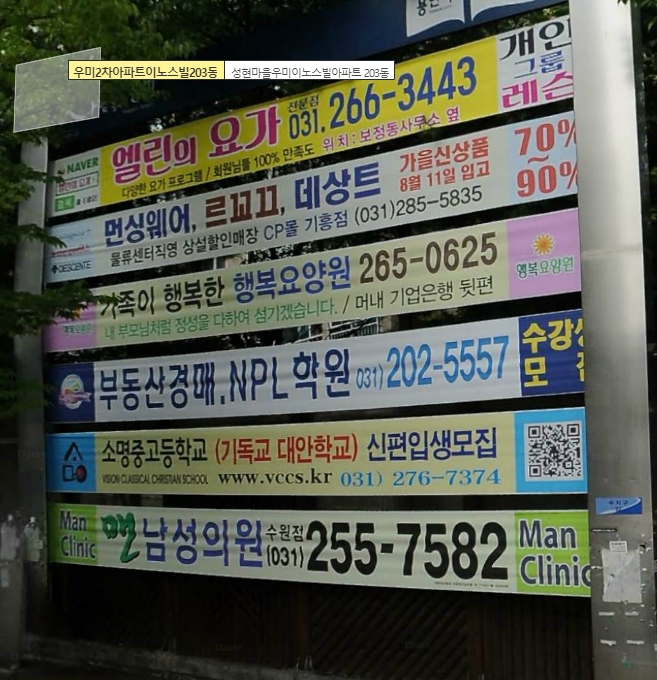 우미2차아파트이노스빌203동
성현마을우미이노스빌아파트 203동
NAVER
엘린의 요가 전문점 031.266-3443
개인
그룹
레슨
다양한 요가 프로그램 / 회원님들 100% 만족도 위치 : 보정동사무소 옆
먼싱웨어, 르꼬끄, 데상트
가을신상품
8월 11일 입고
70%
~
90%
물류센터직영 상설할인매장 CP몰 기흥점 (031)285-5835
DESCENTE
가족이 행복한 행복요양원 265-0625
내 부모님처럼 정성을 다하여 섬기겠습니다. / 머내 기업은행 뒷편
행복요양원
부동산경매.NPL학원 031)202-5557
수강생
모집
소명중고등학교 (기독교 대안학교) 신편입생모집
VISION CLASSICAL CHRISTIAN SCHOOL www.vccs.kr 031) 276-7374
Man
Clinic
맨남성의원 수원점 (031)255-7582
Man
Clinic